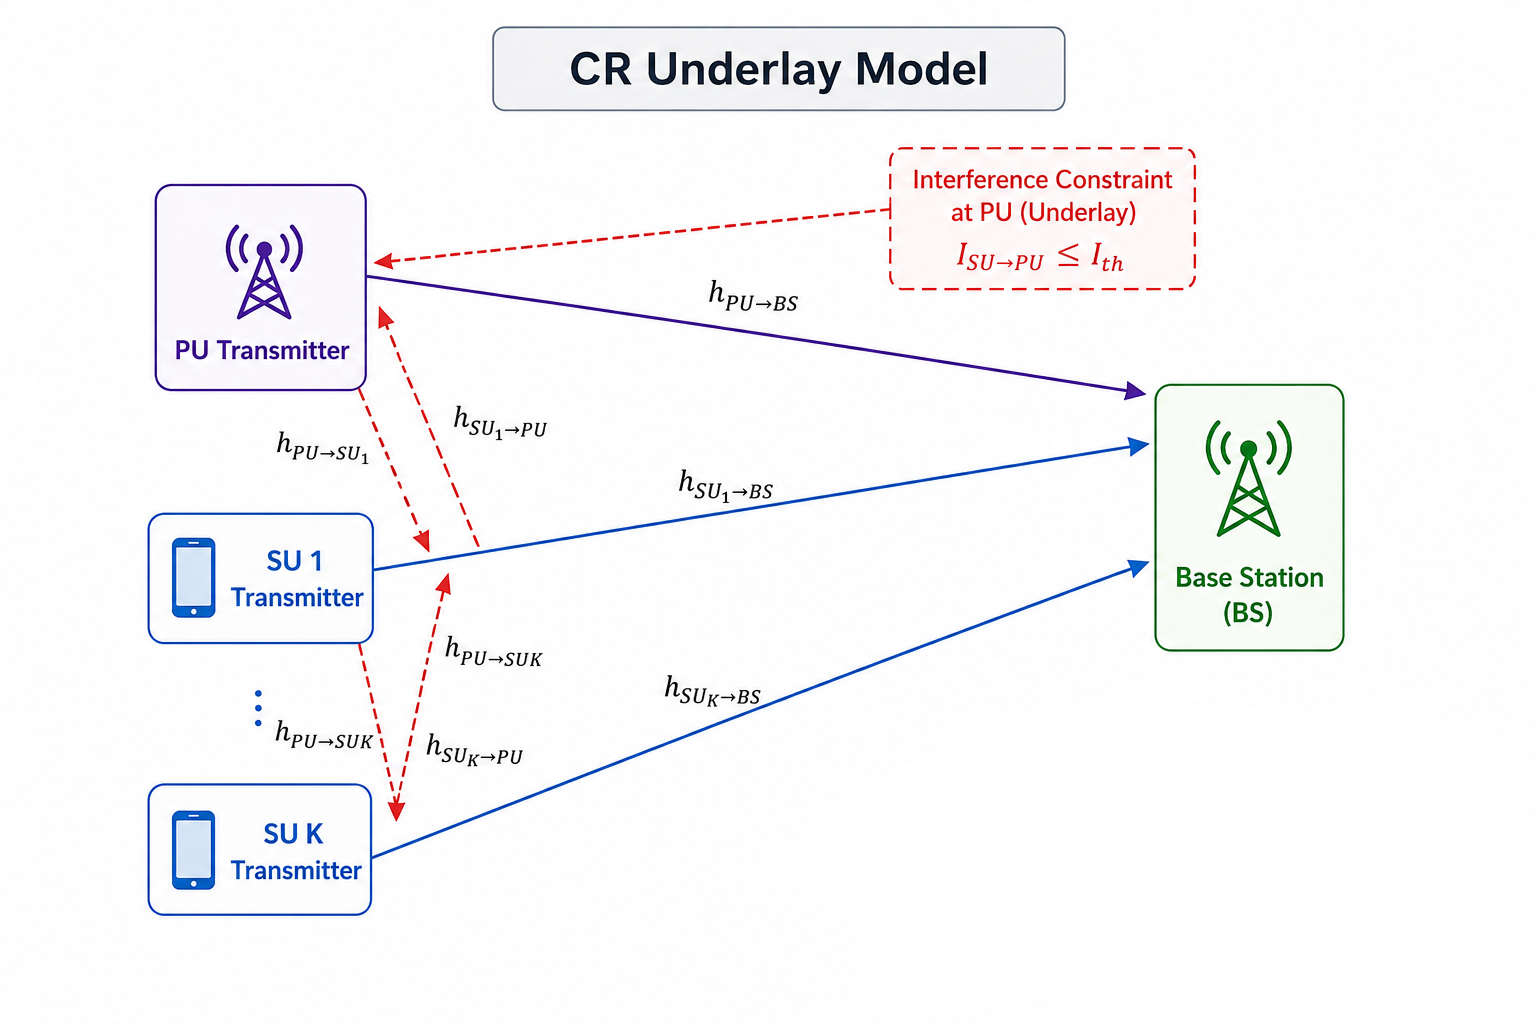 CR Underlay Model
Interference Constraint
at PU (Underlay)
I_{SU→PU} ≤ I_{th}
PU Transmitter
h_{PU→BS}
h_{SU_1→PU}
h_{PU→SU_1}
h_{SU_1→BS}
SU 1
Transmitter
Base Station
(BS)
h_{PU→SUK}
h_{SU_K→BS}
h_{PU→SUK}
h_{SU_K→PU}
SU K
Transmitter